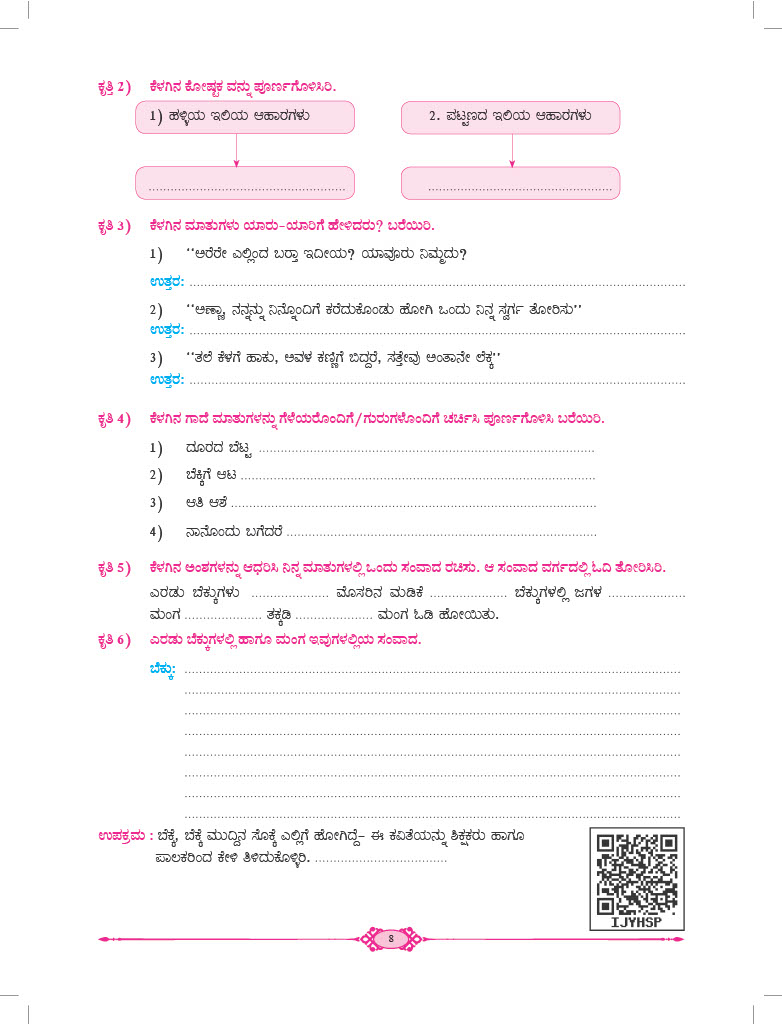 ಕೃತ್ತಿ 2) ಕೆಳಗಿನ ಕೋಷ್ಟಕ ವನ್ನು ಪೂರ್ಣಗೊಳಿಸಿರಿ.
1) ಹಳ್ಳಿಯ ಇಲಿಯ ಆಹಾರಗಳು 2. ಪಟ್ಟಣದ ಇಲಿಯ ಆಹಾರಗಳು
...................................................... ...................................................
ಕೃತಿ 3) ಕೆಳಗಿನ ಮಾತುಗಳು ಯಾರು-ಯಾರಿಗೆ ಹೇಳಿದರು? ಬರೆಯಿರಿ.
1) “ಅರೆರೇ ಎಲ್ಲಿಂದ ಬರ್‍ತಾ ಇದೀಯ? ಯಾವೂರು ನಿಮ್ಮದು?
ಉತ್ತರ: ........................................................................................................................................
2) “ಅಣ್ಣಾ, ನನ್ನನ್ನು ನಿನ್ನೊಂದಿಗೆ ಕರೆದುಕೊಂಡು ಹೋಗಿ ಒಂದು ನಿನ್ನ ಸ್ವರ್ಗ ತೋರಿಸು”
ಉತ್ತರ: ........................................................................................................................................
3) “ತಲೆ ಕೆಳಗೆ ಹಾಕು, ಅವಳ ಕಣ್ಣಿಗೆ ಬಿದ್ದರೆ, ಸತ್ತೇವು ಅಂತಾನೇ ಲೆಕ್ಕ”
ಉತ್ತರ: ........................................................................................................................................
ಕೃತಿ 4) ಕೆಳಗಿನ ಗಾದೆ ಮಾತುಗಳನ್ನು ಗೆಳೆಯರೊಂದಿಗೆ/ಗುರುಗಳೊಂದಿಗೆ ಚರ್ಚಿಸಿ ಪೂರ್ಣಗೊಳಿಸಿ ಬರೆಯಿರಿ.
1) ದೂರದ ಬೆಟ್ಟ ............................................................................................
2) ಬೆಕ್ಕಿಗೆ ಆಟ .................................................................................................
3) ಆತಿ ಆಶೆ ....................................................................................................
4) ನಾನೊಂದು ಬಗೆದರೆ .....................................................................................
ಕೃತಿ 5) ಕೆಳಗಿನ ಅಂಶಗಳನ್ನು ಆಧರಿಸಿ ನಿನ್ನ ಮಾತುಗಳಲ್ಲಿ ಒಂದು ಸಂವಾದ ರಚಿಸು. ಆ ಸಂವಾದ ವರ್ಗದಲ್ಲಿ ಓದಿ ತೋರಿಸಿರಿ.
ಎರಡು ಬೆಕ್ಕುಗಳು ..................... ಮೊಸರಿನ ಮಡಿಕೆ ..................... ಬೆಕ್ಕುಗಳಲ್ಲಿ ಜಗಳ .....................
ಮಂಗ ..................... ತಕ್ಕಡಿ ..................... ಮಂಗ ಓಡಿ ಹೋಯಿತು.
ಕೃತಿ 6) ಎರಡು ಬೆಕ್ಕುಗಳಲ್ಲಿ ಹಾಗೂ ಮಂಗ ಇವುಗಳಲ್ಲಿಯ ಸಂವಾದ.
ಬೆಕ್ಕು: ........................................................................................................................................
........................................................................................................................................
........................................................................................................................................
........................................................................................................................................
........................................................................................................................................
........................................................................................................................................
........................................................................................................................................
........................................................................................................................................
ಉಪಕ್ರಮ : ಬೆಕ್ಕೆ, ಬೆಕ್ಕೆ ಮುದ್ದಿನ ಸೊಕ್ಕೆ ಎಲ್ಲಿಗೆ ಹೋಗಿದ್ದೆ- ಈ ಕವಿತೆಯನ್ನು ಶಿಕ್ಷಕರು ಹಾಗೂ
ಪಾಲಕರಿಂದ ಕೇಳಿ ತಿಳಿದುಕೊಳ್ಳಿರಿ. ....................................
IJYHSP
8